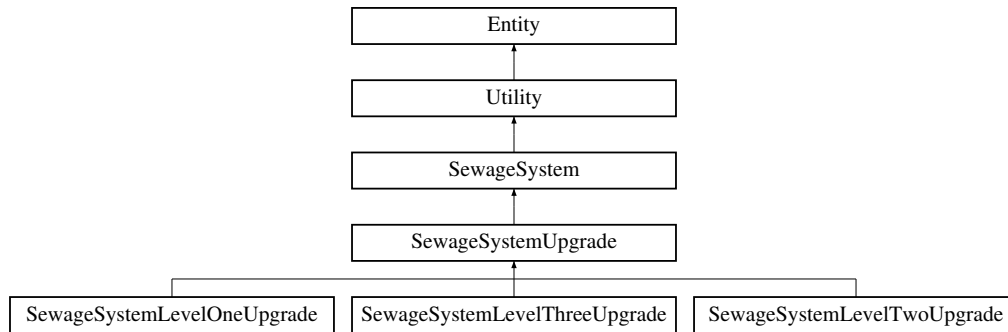 Entity
Utility
SewageSystem
SewageSystemUpgrade
SewageSystemLevelOneUpgrade
SewageSystemLevelThreeUpgrade
SewageSystemLevelTwoUpgrade